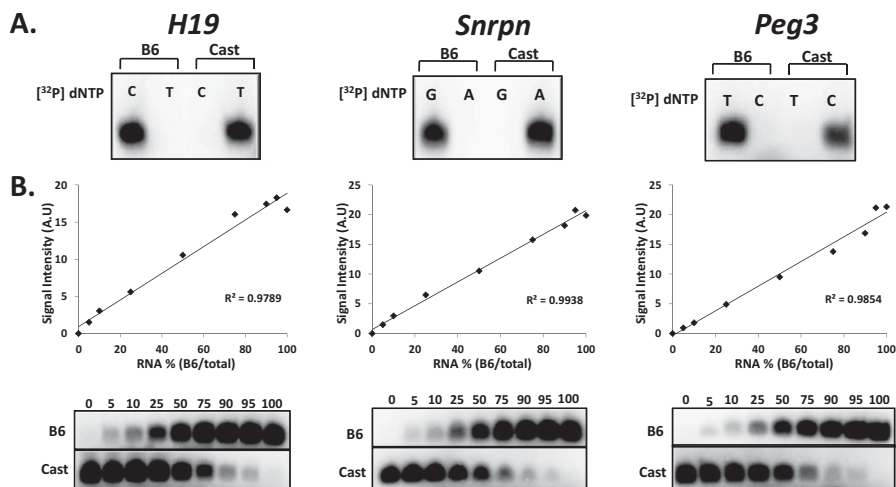 A.
H19 Snrpn Peg3
B6 Cast B6 Cast B6 Cast
[³²P] dNTP C T C T [³²P] dNTP G A G A [³²P] dNTP T C T C
B.
Signal Intensity (A.U)
20
15
10
5
0
0 20 40 60 80 100
RNA % (B6/total)
R² = 0.9789
Signal Intensity (A.U)
25
20
15
10
5
0
0 20 40 60 80 100
RNA % (B6/total)
R² = 0.9938
Signal Intensity (A.U)
25
20
15
10
5
0
0 20 40 60 80 100
RNA % (B6/total)
R² = 0.9854
0 5 10 25 50 75 90 95 100
B6
Cast
0 5 10 25 50 75 90 95 100
B6
Cast
0 5 10 25 50 75 90 95 100
B6
Cast